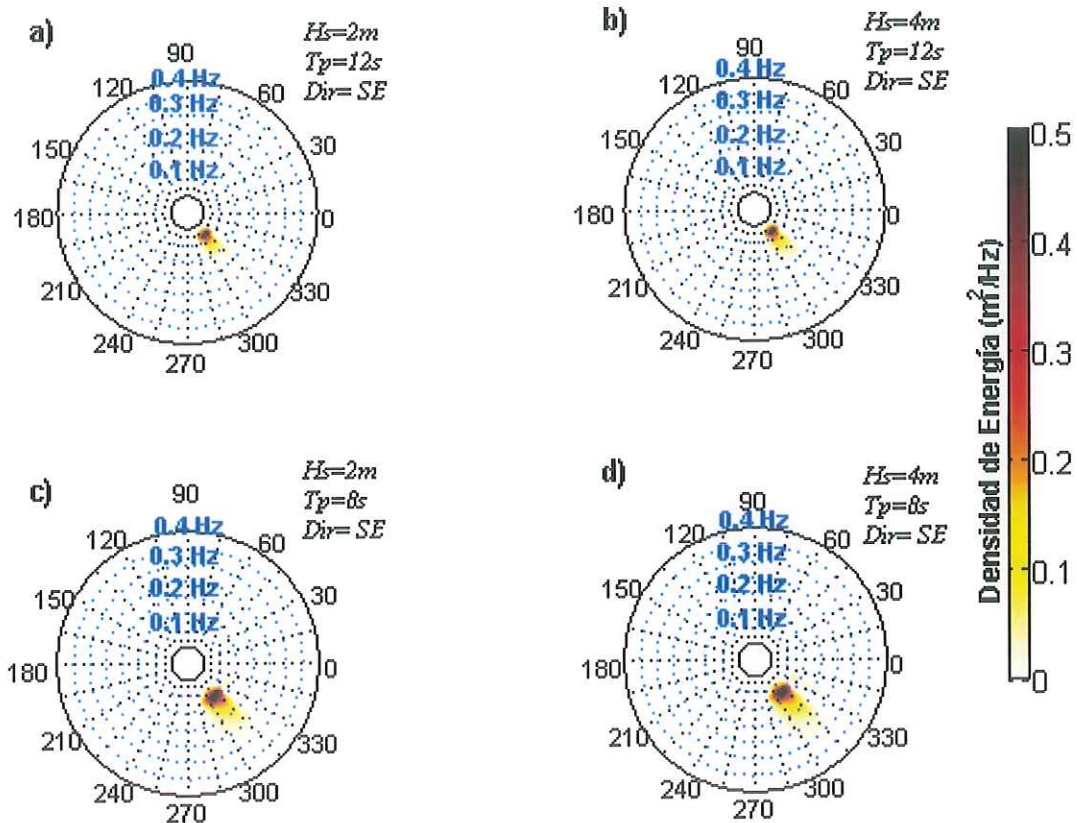 a)
Hs=2m
Tp=12s
Dir= SE
90
120
60
0.4 Hz
0.3 Hz
0.2 Hz
0.1 Hz
150
30
180
0
210
330
240
300
270
b)
Hs=4m
Tp=12s
Dir= SE
90
120
60
0.4 Hz
0.3 Hz
0.2 Hz
0.1 Hz
150
30
180
0
210
330
240
300
270
c)
Hs=2m
Tp=8s
Dir= SE
90
120
60
0.4 Hz
0.3 Hz
0.2 Hz
0.1 Hz
150
30
180
0
210
330
240
300
270
d)
Hs=4m
Tp=8s
Dir= SE
90
120
60
0.4 Hz
0.3 Hz
0.2 Hz
0.1 Hz
150
30
180
0
210
330
240
300
270
Densidad de Energía (m²/Hz)
0.5
0.4
0.3
0.2
0.1
0